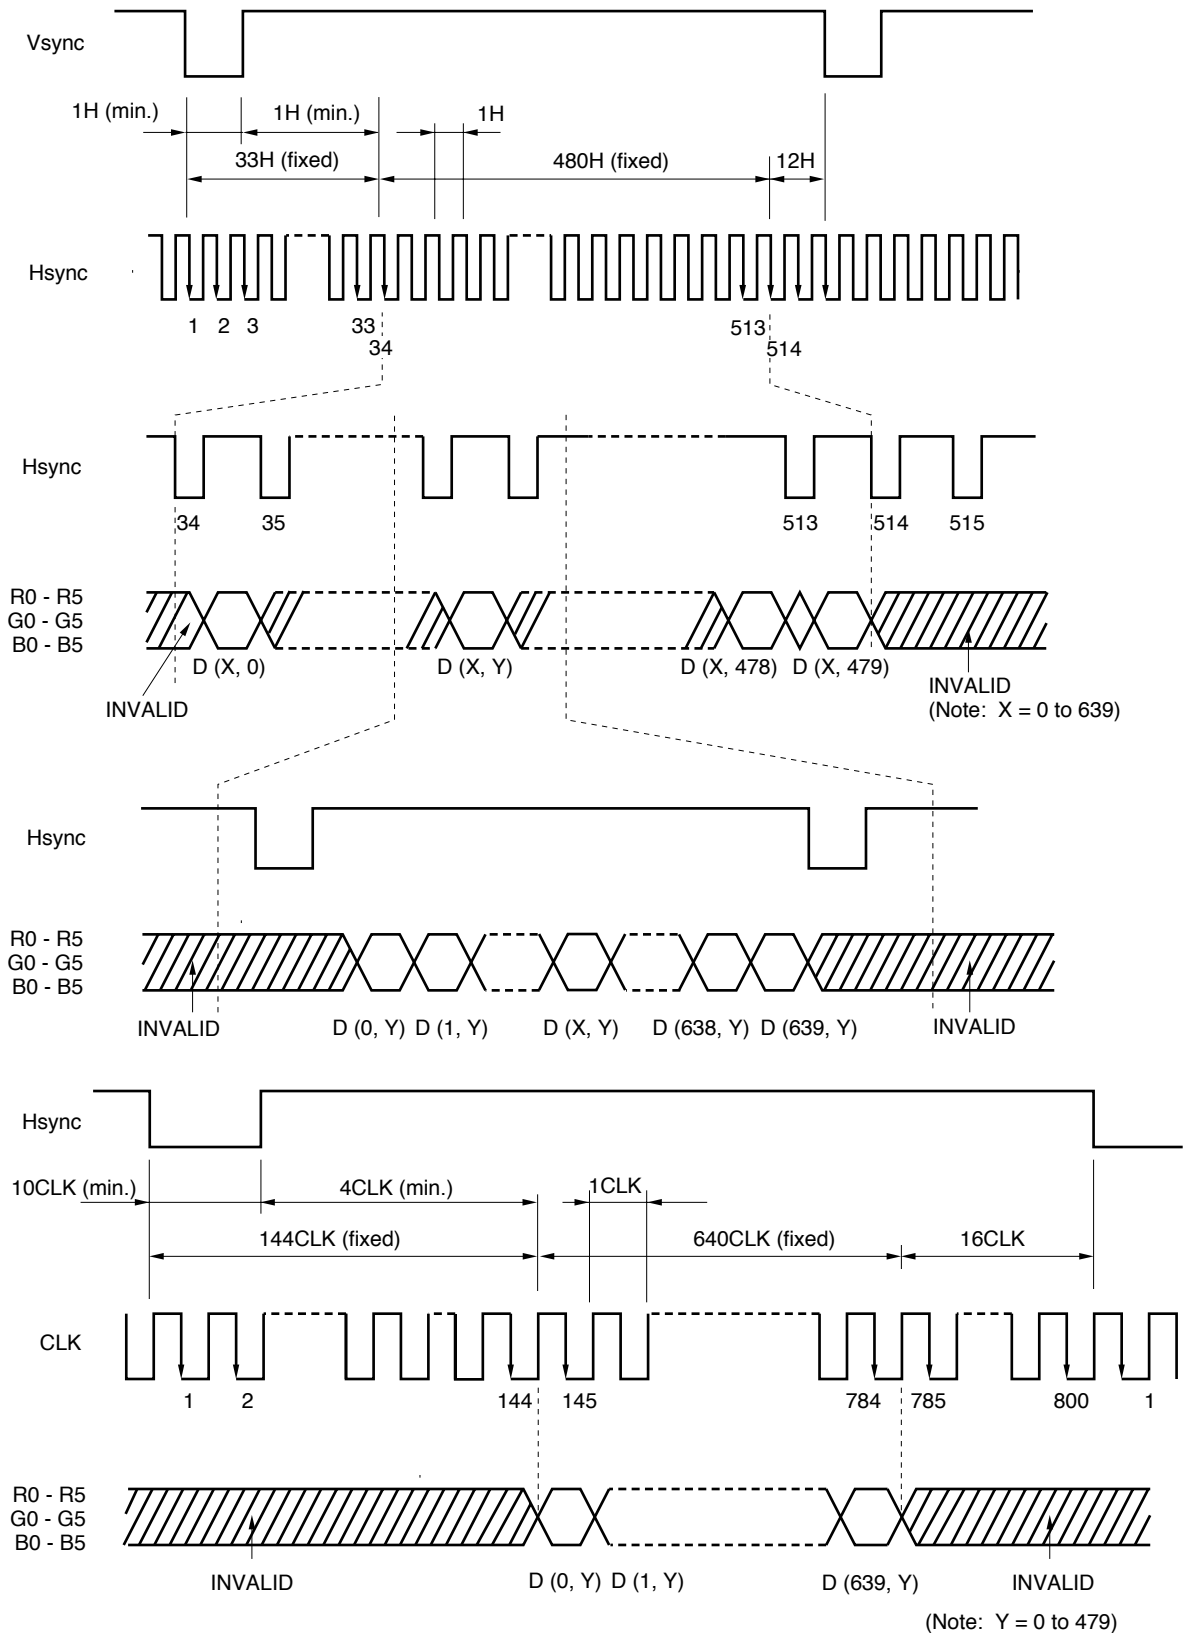 Vsync
1H (min.) 1H (min.) 1H
33H (fixed) 480H (fixed) 12H
Hsync
1 2 3 33 513
34 514
Hsync
34 35 513 514 515
R0 - R5
G0 - G5
B0 - B5
D (X, 0) D (X, Y) D (X, 478) D (X, 479)
INVALID
INVALID
(Note: X = 0 to 639)
Hsync
R0 - R5
G0 - G5
B0 - B5
INVALID D (0, Y) D (1, Y) D (X, Y) D (638, Y) D (639, Y) INVALID
Hsync
10CLK (min.) 4CLK (min.) 1CLK
144CLK (fixed) 640CLK (fixed) 16CLK
CLK
1 2 144 145 784 785 800 1
R0 - R5
G0 - G5
B0 - B5
INVALID D (0, Y) D (1, Y) D (639, Y) INVALID
(Note: Y = 0 to 479)